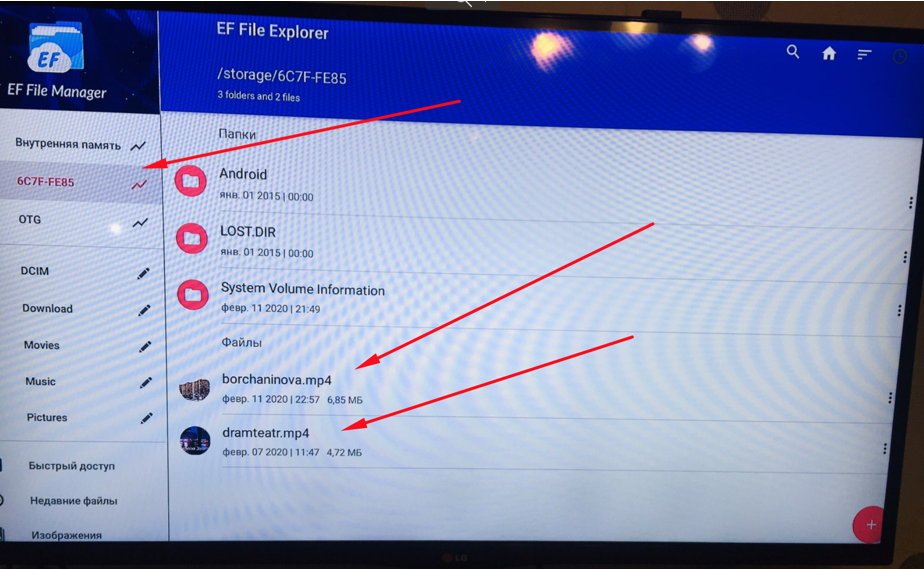 EF
EF File Manager
Внутренняя память
6C7F-FE85
OTG
DCIM
Download
Movies
Music
Pictures
Быстрый доступ
Недавние файлы
Изображения
EF File Explorer
/storage/6C7F-FE85
3 folders and 2 files
Папки
Android
янв. 01 2015 | 00:00
LOST.DIR
янв. 01 2015 | 00:00
System Volume Information
февр. 11 2020 | 21:49
Файлы
borchaninova.mp4
февр. 11 2020 | 22:57 6,85 МБ
dramteatr.mp4
февр. 07 2020 | 11:47 4,72 МБ
LG